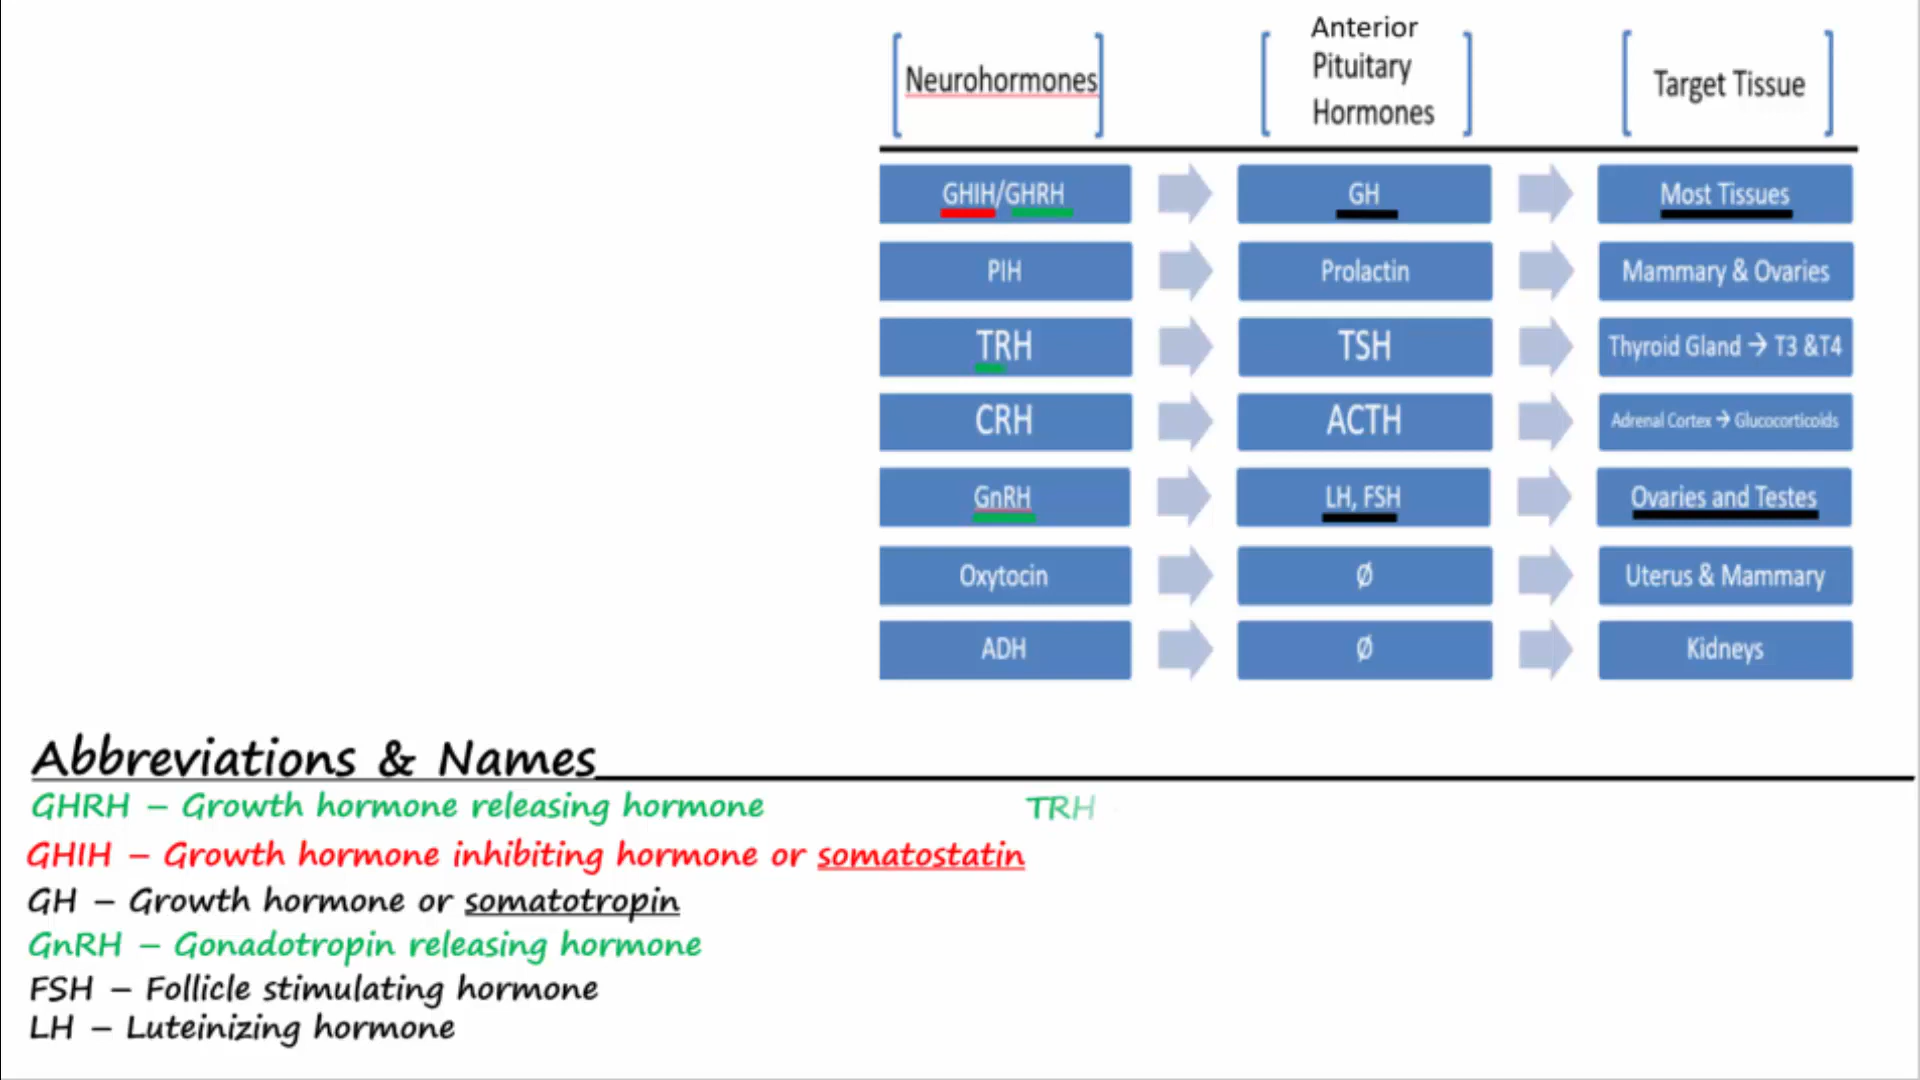 Neurohormones
Anterior
Pituitary
Hormones
Target Tissue
GHIH/GHRH
GH
Most Tissues
PIH
Prolactin
Mammary & Ovaries
TRH
TSH
Thyroid Gland → T3 &T4
CRH
ACTH
Adrenal Cortex → Glucocorticoids
GnRH
LH, FSH
Ovaries and Testes
Oxytocin
Ø
Uterus & Mammary
ADH
Ø
Kidneys
Abbreviations & Names
GHRH – Growth hormone releasing hormone
GHIH – Growth hormone inhibiting hormone or somatostatin
GH – Growth hormone or somatotropin
GnRH – Gonadotropin releasing hormone
FSH – Follicle stimulating hormone
LH – Luteinizing hormone
TRH